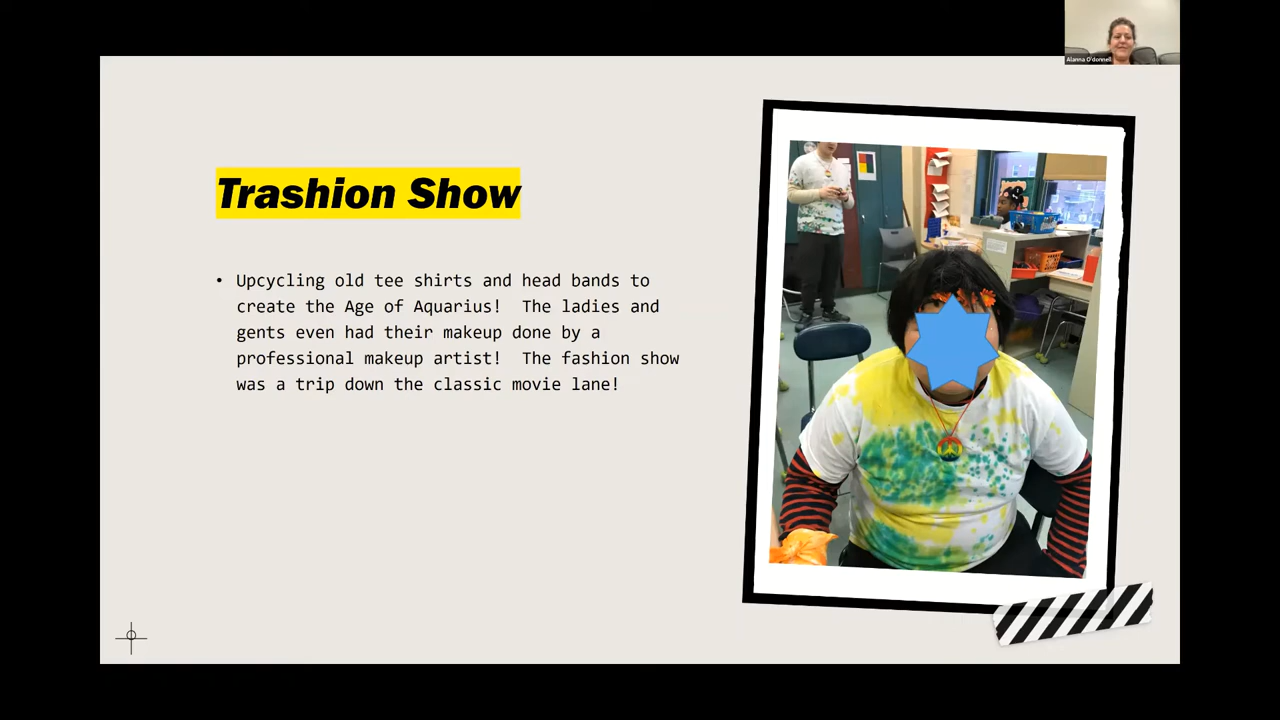 Alanna O'donnell
Trashion Show
• Upcycling old tee shirts and head bands to
create the Age of Aquarius!  The ladies and
gents even had their makeup done by a
professional makeup artist!  The fashion show
was a trip down the classic movie lane!